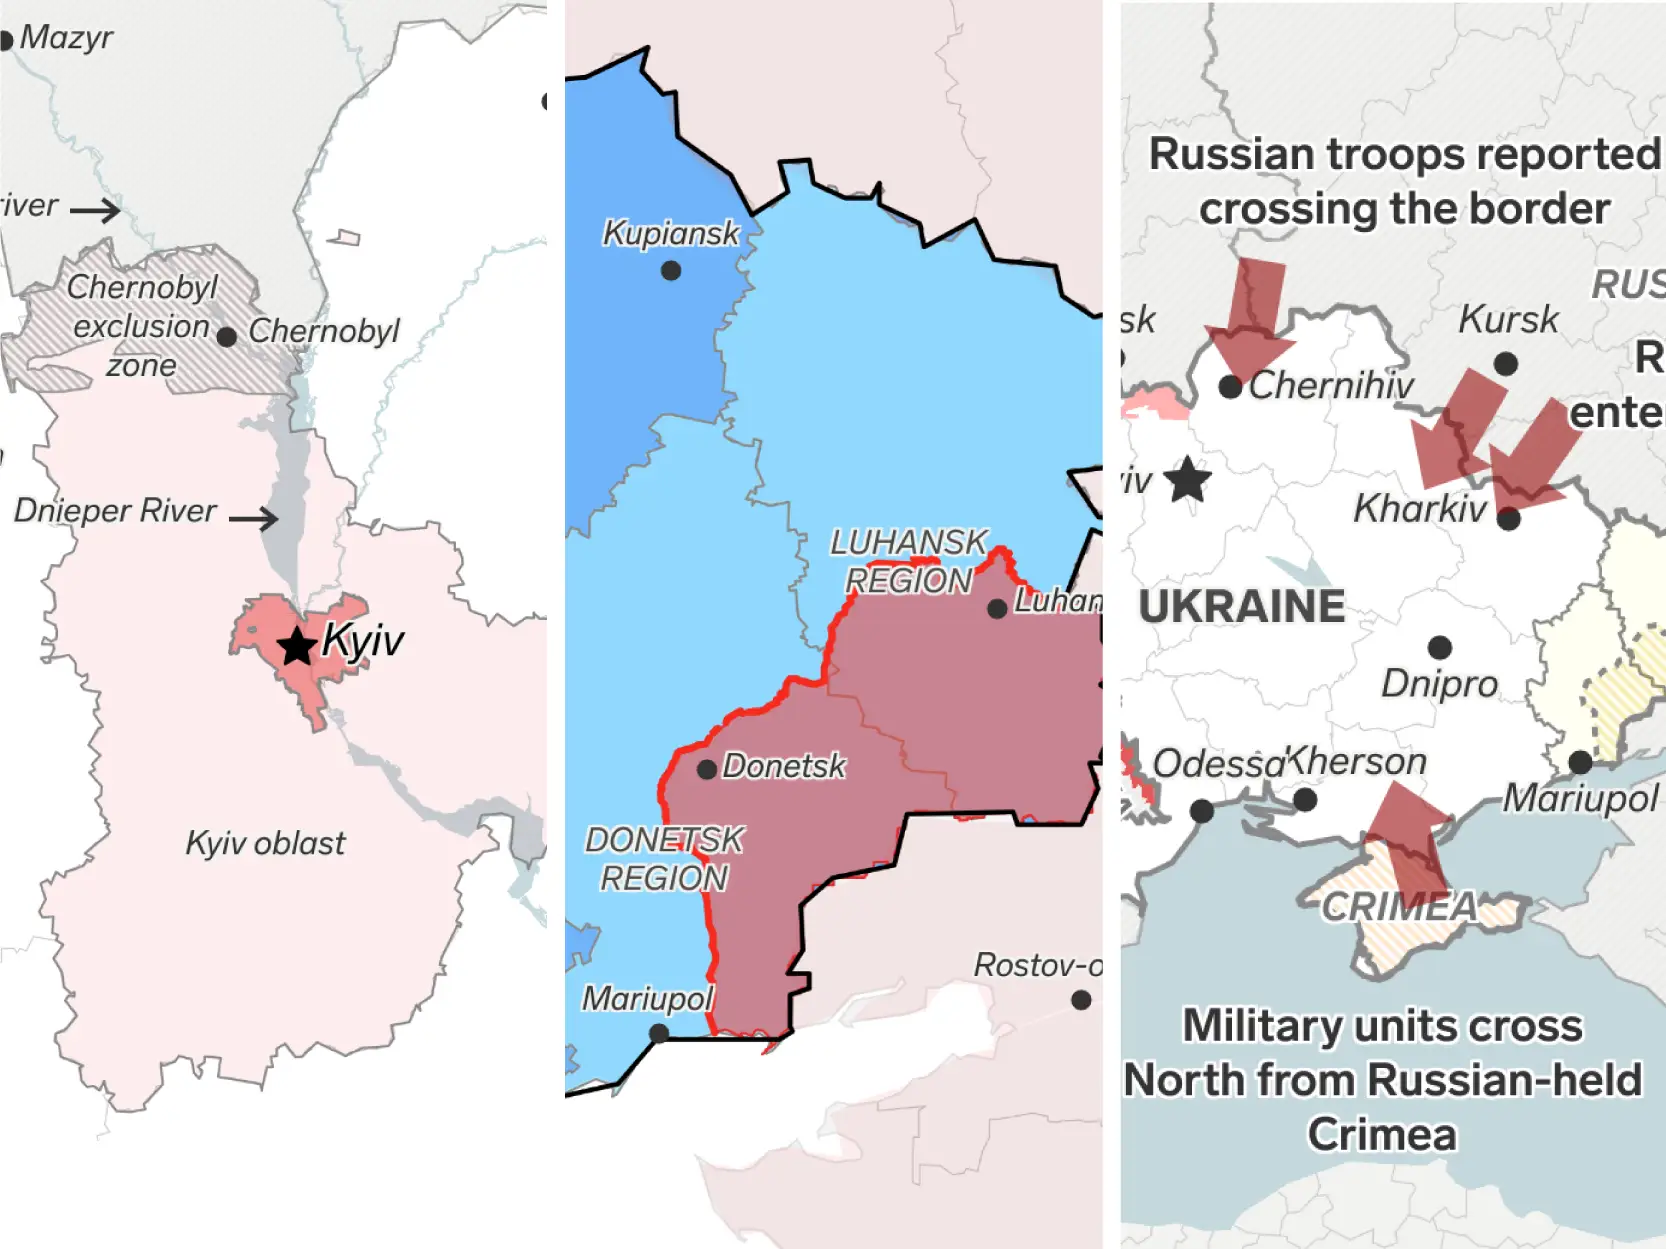 Mazyr
river
Chernobyl
exclusion
zone
Chernobyl
Dnieper River
Kyiv
Kyiv oblast
Kupiansk
LUHANSK
REGION
Luhan
Donetsk
DONETSK
REGION
Mariupol
Rostov-o
Russian troops reported
crossing the border
RUS
sk
Kursk
R
Chernihiv
ente
iv
Kharkiv
UKRAINE
Dnipro
Odessa
Kherson
Mariupol
CRIMEA
Military units cross
North from Russian-held
Crimea